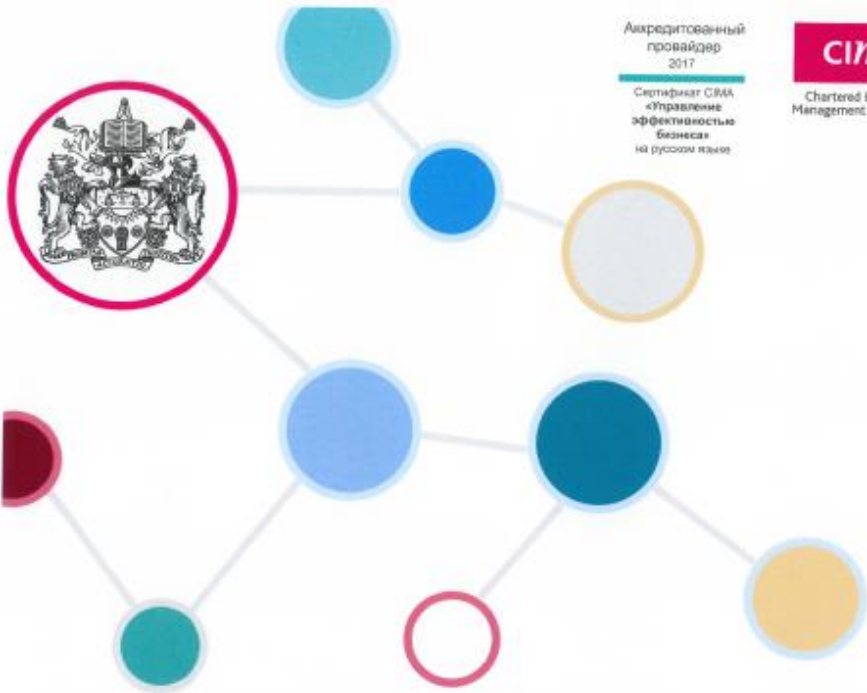 Аккредитованный
провайдер
2017
Сертификат CIMA
«Управление
эффективностью
бизнеса»
на русском языке
CI
Chartered
Management